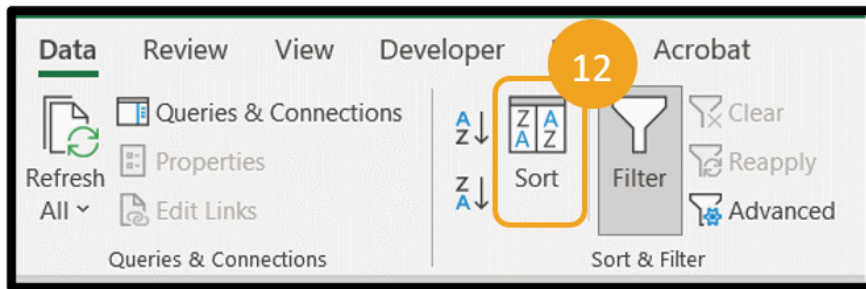 Data Review View Developer Acrobat
12
Queries & Connections
Properties
Edit Links
Refresh
All
Queries & Connections
A
Z
Z
A
Z A
A Z
Sort
Filter
Clear
Reapply
Advanced
Sort & Filter